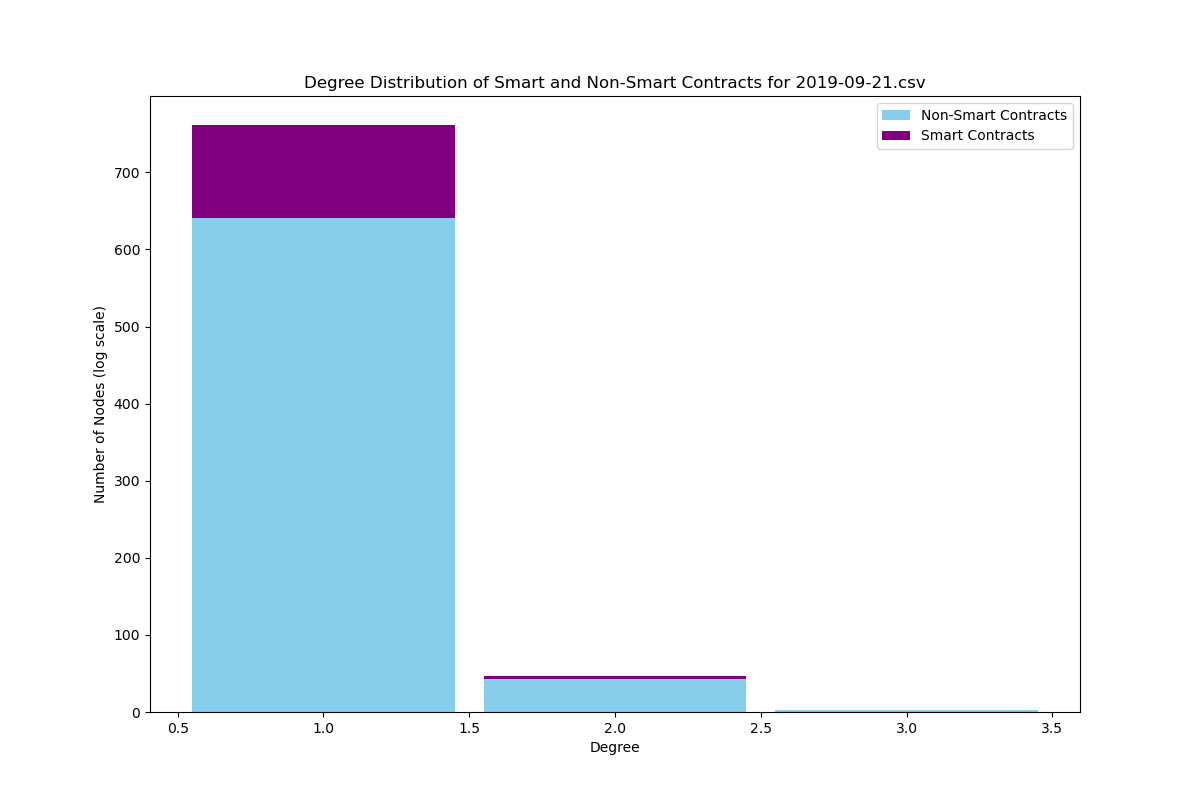 Degree Distribution of Smart and Non-Smart Contracts for 2019-09-21.csv
Non-Smart Contracts
Smart Contracts
Number of Nodes (log scale)
700
600
500
400
300
200
100
0
0.5 1.0 1.5 2.0 2.5 3.0 3.5
Degree